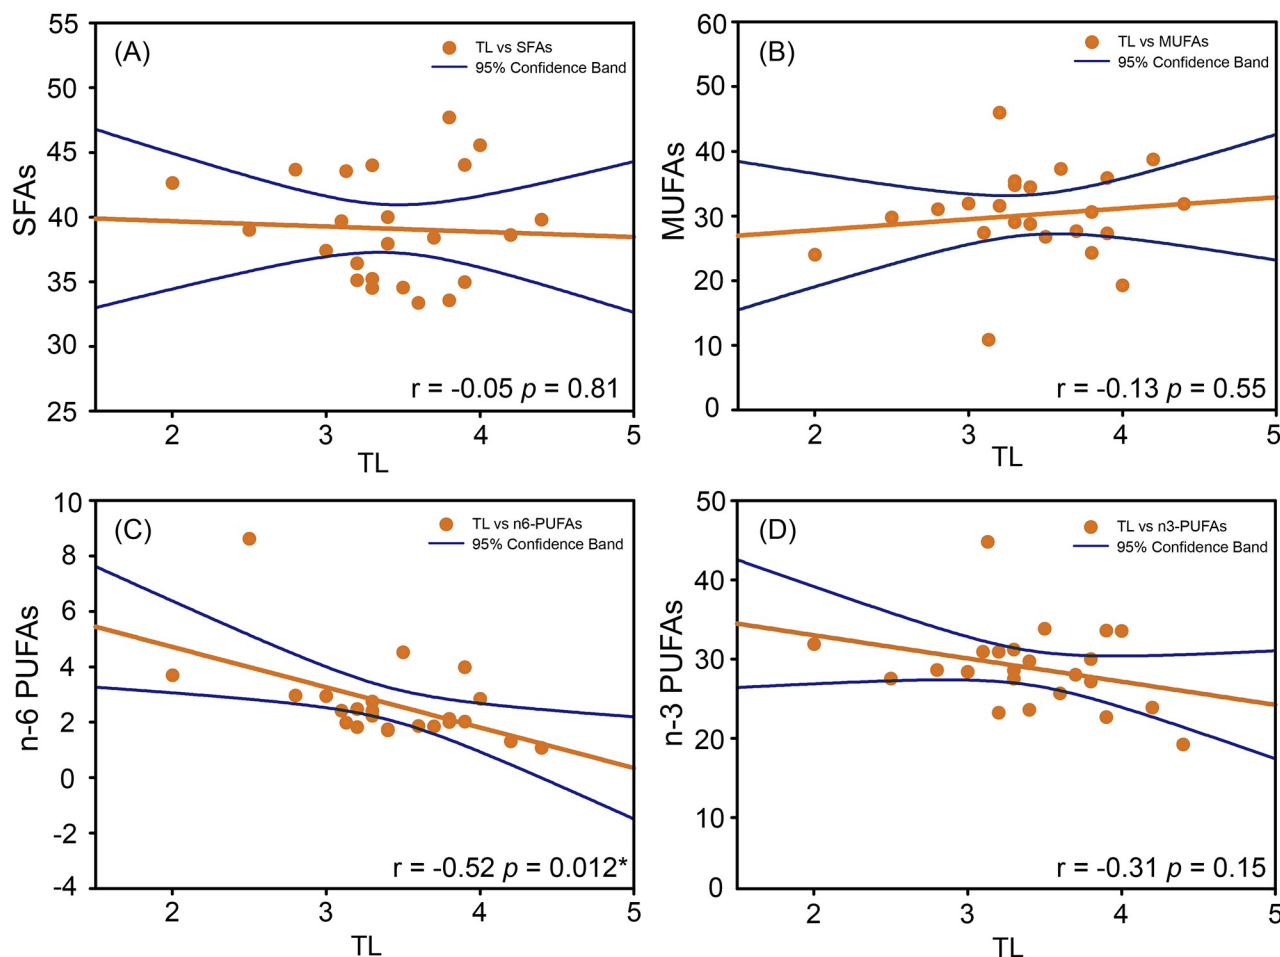 (A)
TL vs SFAs
95% Confidence Band
55
50
45
40
35
30
25
SFAs
r = -0.05 p = 0.81
2 3 4 5
TL
(B)
TL vs MUFAs
95% Confidence Band
60
50
40
30
20
10
0
MUFAs
r = -0.13 p = 0.55
2 3 4 5
TL
(C)
TL vs n6-PUFAs
95% Confidence Band
10
8
6
4
2
0
-2
-4
n-6 PUFAs
r = -0.52 p = 0.012*
2 3 4 5
TL
(D)
TL vs n3-PUFAs
95% Confidence Band
50
40
30
20
10
0
n-3 PUFAs
r = -0.31 p = 0.15
2 3 4 5
TL